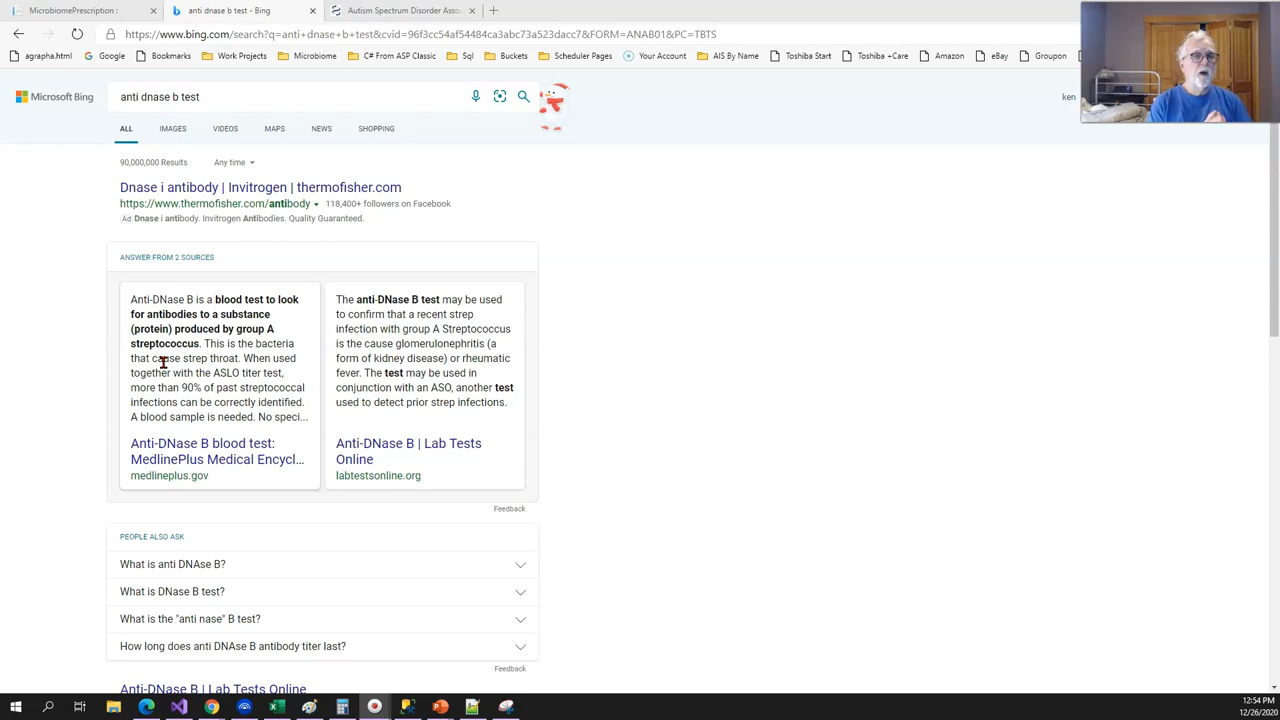 MicrobiomePrescription :
anti dnase b test - Bing
Autism Spectrum Disorder Assoc
https://www.bing.com/search?q=anti+dnase+b+test&cvid=96f3cc54af54484ca3abc73a523dacc7&FORM=ANAB01&PC=TBTS
agrapha.org
Google
Bookmarks
Work Projects
Microbiome
C# From ASP Classic
Sql
Buckets
Scheduler Pages
Your Account
AIS By Name
Toshiba Start
Toshiba +Care
Amazon
eBay
Groupon
Microsoft Bing
anti dnase b test
ken
ALL
IMAGES
VIDEOS
MAPS
NEWS
SHOPPING
90,000,000 Results
Any time
Dnase i antibody | Invitrogen | thermofisher.com
https://www.thermofisher.com/antibody
118,400+ followers on Facebook
Ad Dnase i antibody. Invitrogen Antibodies. Quality Guaranteed.
ANSWER FROM 2 SOURCES
Anti-DNase B is a blood test to look
for antibodies to a substance
(protein) produced by group A
streptococcus. This is the bacteria
that cause strep throat. When used
together with the ASLO titer test,
more than 90% of past streptococcal
infections can be correctly identified.
A blood sample is needed. No speci...
Anti-DNase B blood test:
MedlinePlus Medical Encycl...
medlineplus.gov
The anti-DNase B test may be used
to confirm that a recent strep
infection with group A Streptococcus
is the cause glomerulonephritis (a
form of kidney disease) or rheumatic
fever. The test may be used in
conjunction with an ASO, another test
used to detect prior strep infections.
Anti-DNase B | Lab Tests
Online
labtestsonline.org
Feedback
PEOPLE ALSO ASK
What is anti DNAse B?
What is DNase B test?
What is the "anti nase" B test?
How long does anti DNAse B antibody titer last?
Feedback
Anti-DNase B | Lab Tests Online
12:54 PM
12/26/2020